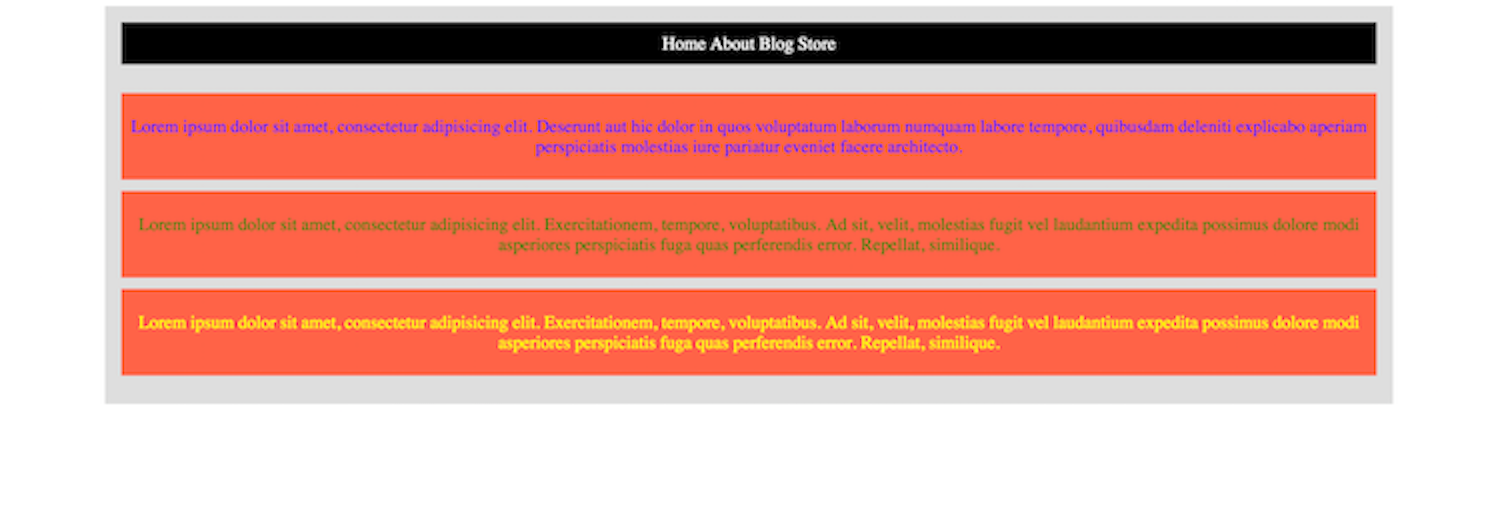 Home About Blog Store
Lorem ipsum dolor sit amet, consectetur adipisicing elit. Deserunt aut hic dolor in quos voluptatum laborum numquam labore tempore, quibusdam deleniti explicabo aperiam
perspiciatis molestias iure pariatur eveniet facere architecto.
Lorem ipsum dolor sit amet, consectetur adipisicing elit. Exercitationem, tempore, voluptatibus. Ad sit, velit, molestias fugit vel laudantium expedita possimus dolore modi
asperiores perspiciatis fuga quas perferendis error. Repellat, similique.
Lorem ipsum dolor sit amet, consectetur adipisicing elit. Exercitationem, tempore, voluptatibus. Ad sit, velit, molestias fugit vel laudantium expedita possimus dolore modi
asperiores perspiciatis fuga quas perferendis error. Repellat, similique.